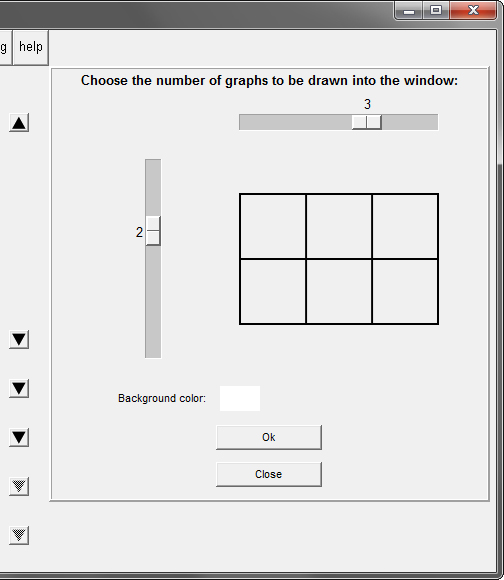 g help
Choose the number of graphs to be drawn into the window:
3
2
Background color:
Ok
Close